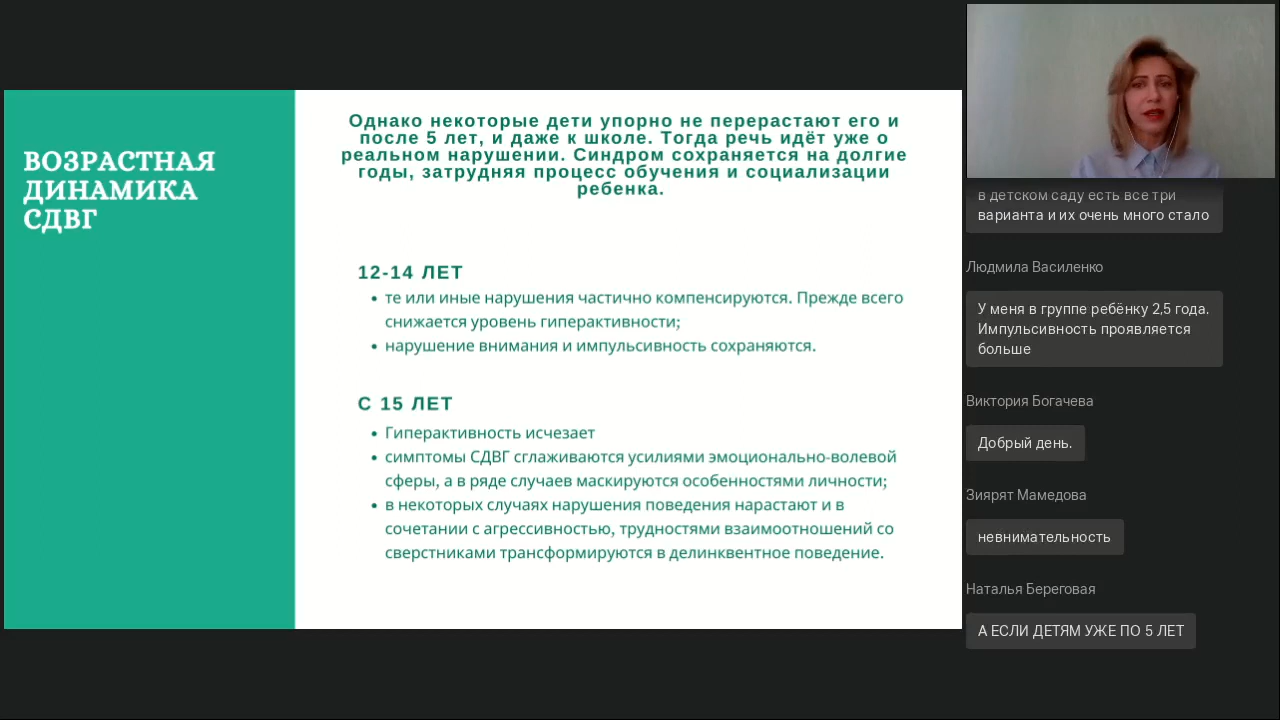 ВОЗРАСТНАЯ
ДИНАМИКА
СДВГ
Однако некоторые дети упорно не перерастают его и
после 5 лет, и даже к школе. Тогда речь идёт уже о
реальном нарушении. Синдром сохраняется на долгие
годы, затрудняя процесс обучения и социализации
ребенка.
12-14 ЛЕТ
• те или иные нарушения частично компенсируются. Прежде всего
снижается уровень гиперактивности;
• нарушение внимания и импульсивность сохраняются.
С 15 ЛЕТ
• Гиперактивность исчезает
• симптомы СДВГ сглаживаются усилиями эмоционально-волевой
сферы, а в ряде случаев маскируются особенностями личности;
• в некоторых случаях нарушения поведения нарастают и в
сочетании с агрессивностью, трудностями взаимоотношений со
сверстниками трансформируются в делинквентное поведение.
в детском саду есть все три
варианта и их очень много стало
Людмила Василенко
У меня в группе ребёнку 2,5 года.
Импульсивность проявляется
больше
Виктория Богачева
Добрый день.
Зиярят Мамедова
невнимательность
Наталья Береговая
А ЕСЛИ ДЕТЯМ УЖЕ ПО 5 ЛЕТ